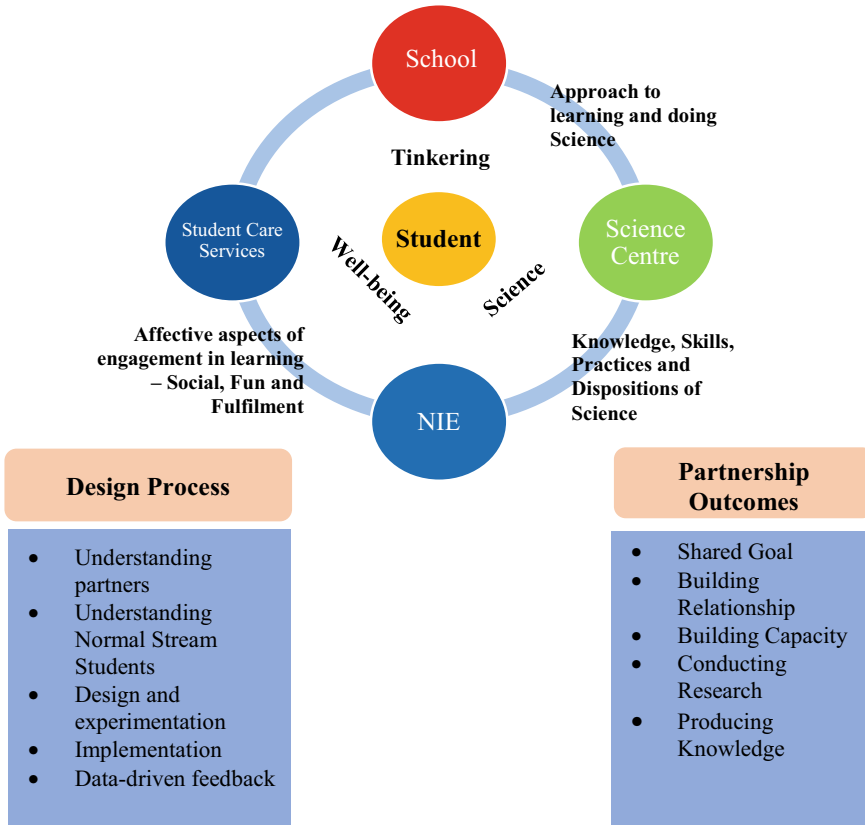 School
Approach to
learning and doing
Science
Tinkering
Student Care
Services
Student
Science
Centre
Well-being
Science
Affective aspects of
engagement in learning
– Social, Fun and
Fulfilment
Knowledge, Skills,
Practices and
Dispositions of
Science
NIE
Design Process
• Understanding
partners
• Understanding
Normal Stream
Students
• Design and
experimentation
• Implementation
• Data-driven feedback
Partnership
Outcomes
• Shared Goal
• Building
Relationship
• Building Capacity
• Conducting
Research
• Producing
Knowledge